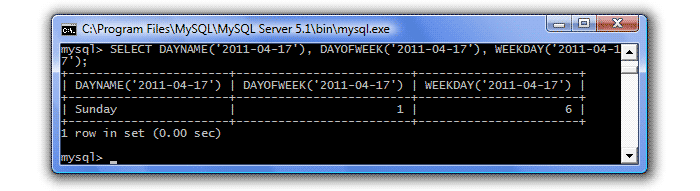 C:\Program Files\MySQL\MySQL Server 5.1\bin\mysql.exe
mysql> SELECT DAYNAME('2011-04-17'), DAYOFWEEK('2011-04-17'), WEEKDAY('2011-04-1
7');
+-----------------------+-------------------------+-----------------------+
| DAYNAME('2011-04-17') | DAYOFWEEK('2011-04-17') | WEEKDAY('2011-04-17') |
+-----------------------+-------------------------+-----------------------+
| Sunday                |                       1 |                     6 |
+-----------------------+-------------------------+-----------------------+
1 row in set (0.00 sec)
mysql> _